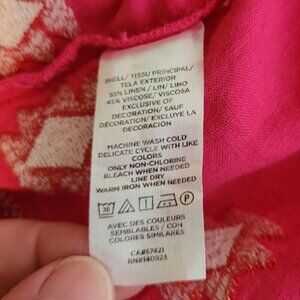 SHELL/ TISSU PRINCIPAL/
TELA EXTERIOR
55% LINEN / LIN/ LINO
45% VISCOSE/ VISCOSA
EXCLUSIVE OF
DECORATION/ SAUF
DÉCORATION/ EXCLUYE LA
DECORACIÓN
MACHINE WASH COLD
DELICATE CYCLE WITH LIKE
COLORS
ONLY NON-CHLORINE
BLEACH WHEN NEEDED
LINE DRY
WARM IRON WHEN NEEDED
30 P
AVEC DES COULEURS
SEMBLABLES / CON
COLORES SIMILARES
CA#57421
RN#140923